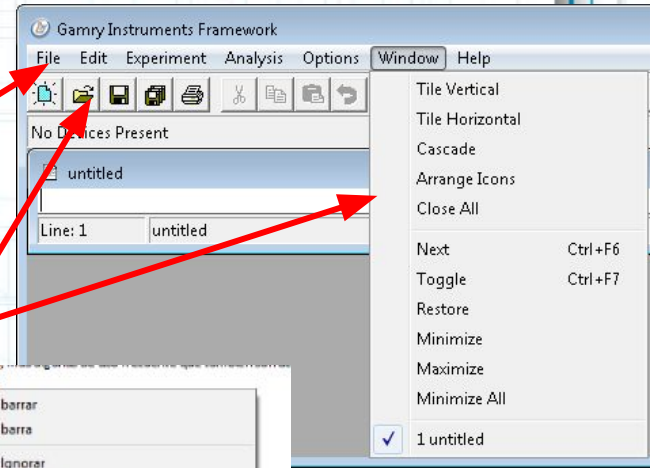 Gamry Instruments Framework
File Edit Experiment Analysis Options Window Help
No Devices Present
untitled
Line: 1 untitled
Tile Vertical
Tile Horizontal
Cascade
Arrange Icons
Close All
Next Ctrl+F6
Toggle Ctrl+F7
Restore
Minimize
Maximize
Minimize All
✓ 1 untitled
barrar
barra
Ignorar